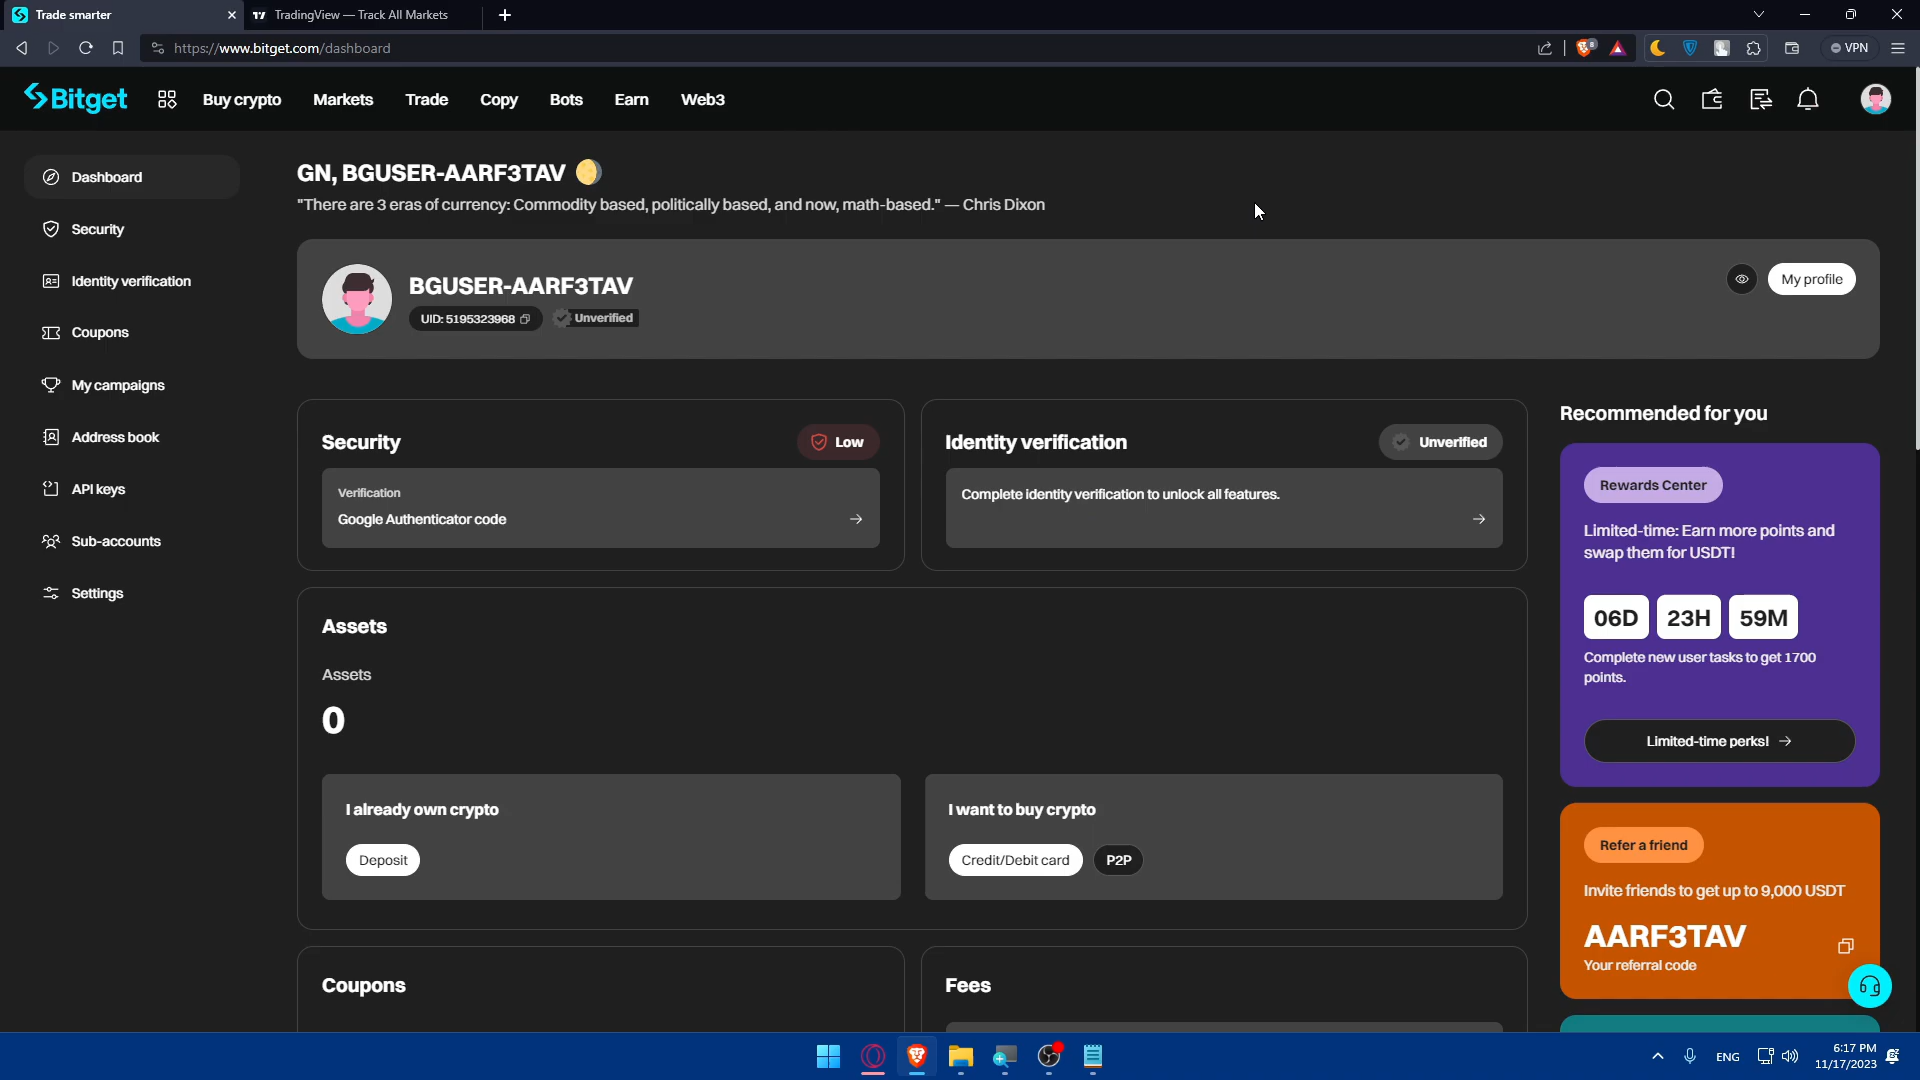 Trade smarter
TradingView — Track All Markets
https://www.bitget.com/dashboard
8
VPN
Bitget
Buy crypto
Markets
Trade
Copy
Bots
Earn
Web3
Dashboard
Security
Identity verification
Coupons
My campaigns
Address book
API keys
Sub-accounts
Settings
GN, BGUSER-AARF3TAV
"There are 3 eras of currency: Commodity based, politically based, and now, math-based." — Chris Dixon
BGUSER-AARF3TAV
UID: 5195323968
Unverified
My profile
Security
Low
Verification
Google Authenticator code
Identity verification
Unverified
Complete identity verification to unlock all features.
Assets
Assets
0
I already own crypto
Deposit
I want to buy crypto
Credit/Debit card
P2P
Coupons
Fees
Recommended for you
Rewards Center
Limited-time: Earn more points and
swap them for USDT!
06D 23H 59M
Complete new user tasks to get 1700
points.
Limited-time perks!
Refer a friend
Invite friends to get up to 9,000 USDT
AARF3TAV
Your referral code
ENG
6:17 PM
11/17/2023